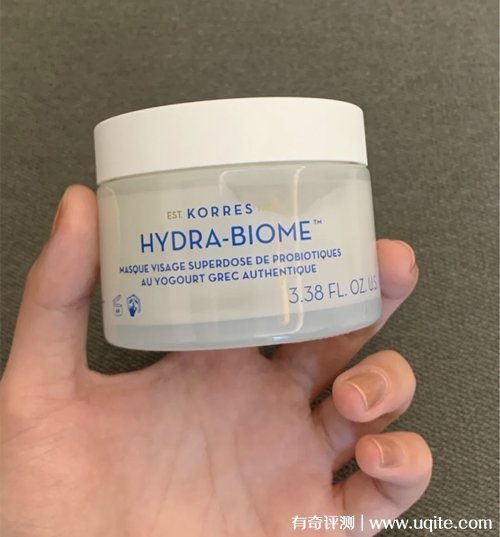 EST. KORRES
HYDRA-BIOME™
MASQUE VISAGE SUPERDOSE DE PROBIOTIQUES
AU YOGOURT GREC AUTHENTIQUE
3.38 FL. OZ. U.S.
有奇评测 | www.uqite.com